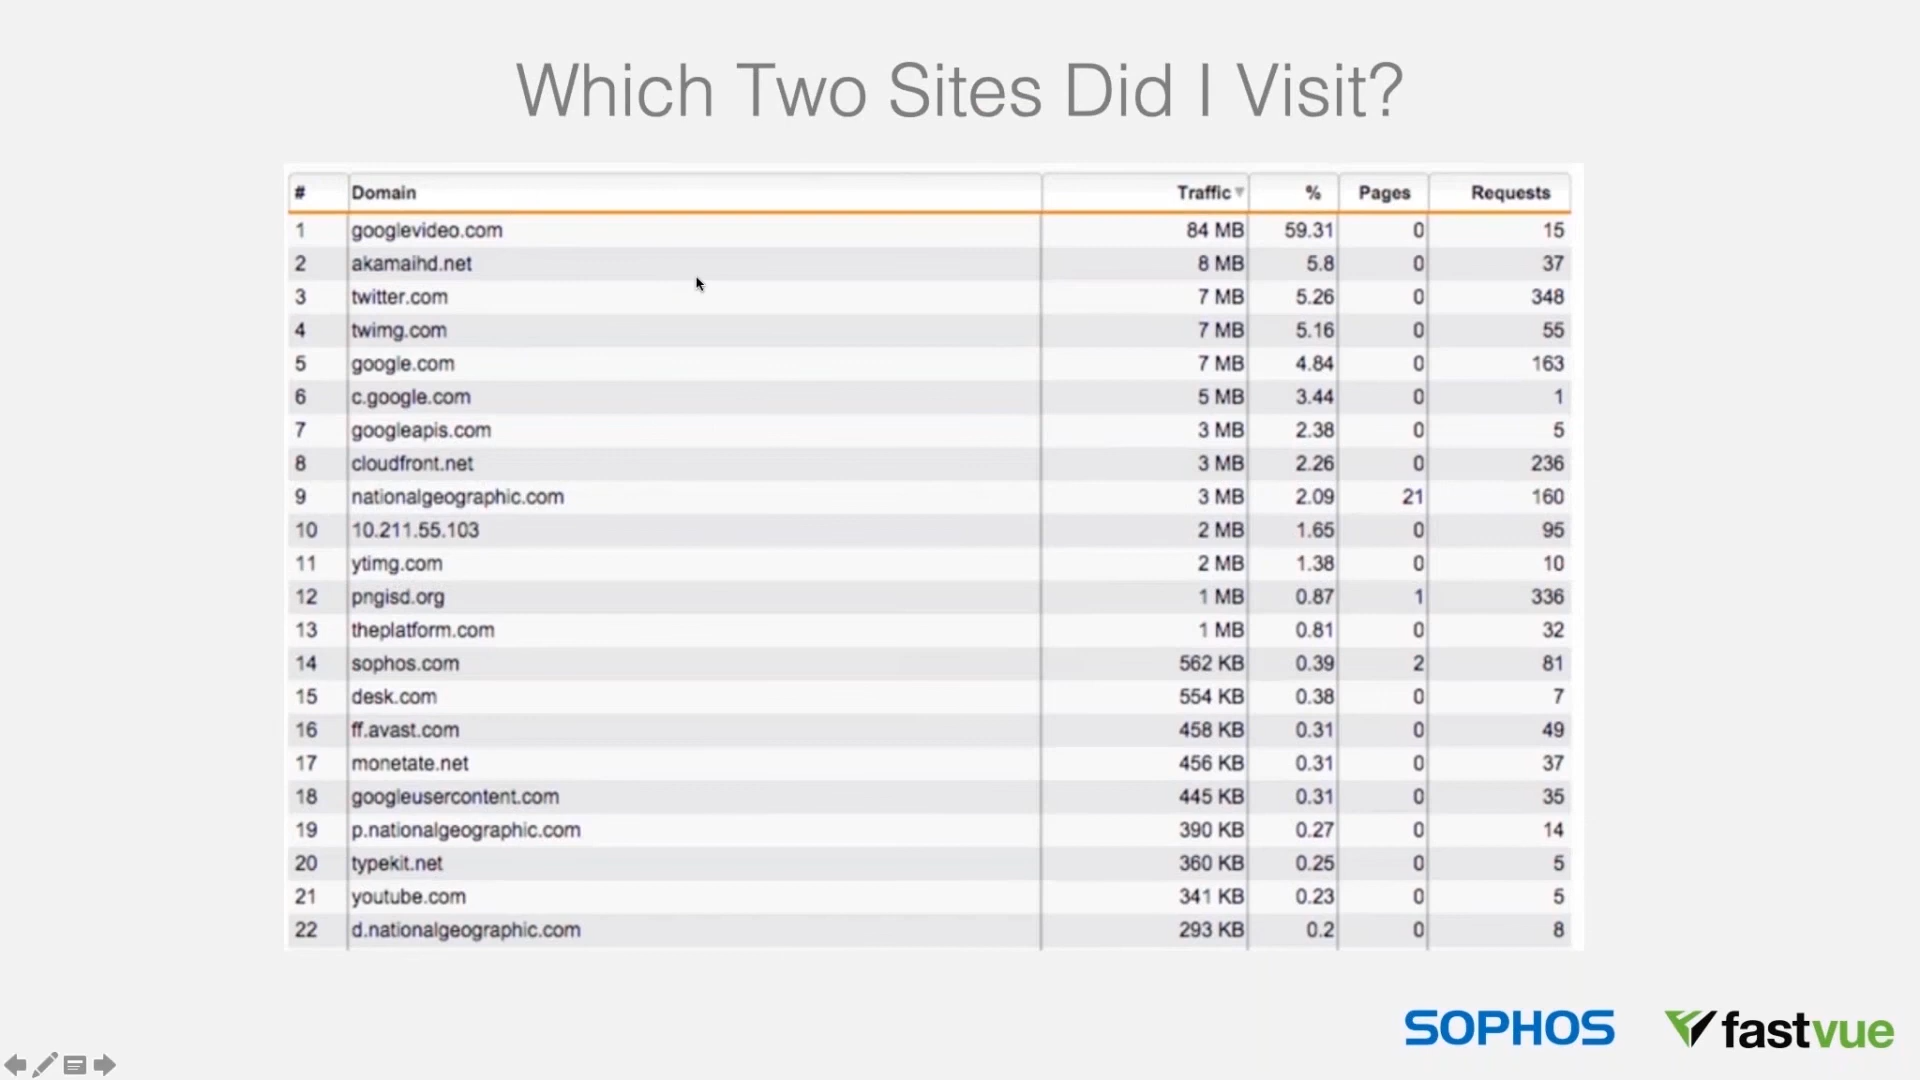 Which Two Sites Did I Visit?
# Domain Traffic % Pages Requests
1 googlevideo.com 84 MB 59.31 0 15
2 akamaihd.net 8 MB 5.8 0 37
3 twitter.com 7 MB 5.26 0 348
4 twimg.com 7 MB 5.16 0 55
5 google.com 7 MB 4.84 0 163
6 c.google.com 5 MB 3.44 0 1
7 googleapis.com 3 MB 2.38 0 5
8 cloudfront.net 3 MB 2.26 0 236
9 nationalgeographic.com 3 MB 2.09 21 160
10 10.211.55.103 2 MB 1.65 0 95
11 ytimg.com 2 MB 1.38 0 10
12 pngisd.org 1 MB 0.87 1 336
13 theplatform.com 1 MB 0.81 0 32
14 sophos.com 562 KB 0.39 2 81
15 desk.com 554 KB 0.38 0 7
16 ff.avast.com 458 KB 0.31 0 49
17 monetate.net 456 KB 0.31 0 37
18 googleusercontent.com 445 KB 0.31 0 35
19 p.nationalgeographic.com 390 KB 0.27 0 14
20 typekit.net 360 KB 0.25 0 5
21 youtube.com 341 KB 0.23 0 5
22 d.nationalgeographic.com 293 KB 0.2 0 8
SOPHOS fastvue